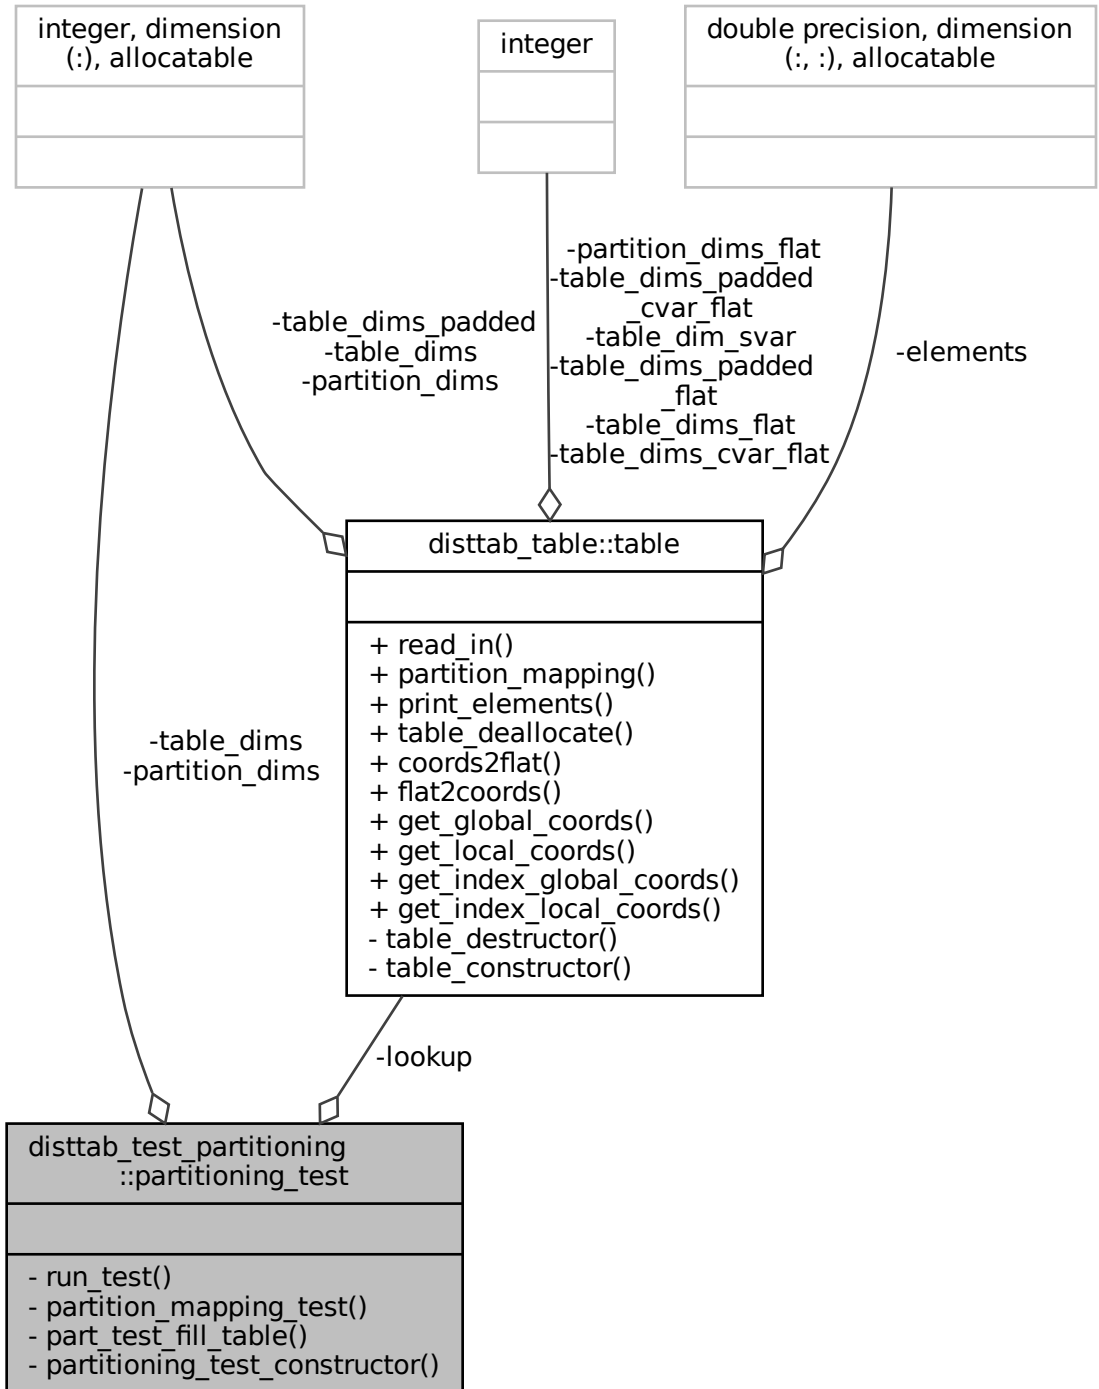 integer, dimension
(:), allocatable
integer
double precision, dimension
(:, :), allocatable
-table_dims_padded
-table_dims
-partition_dims
-partition_dims_flat
-table_dims_padded
_cvar_flat
-table_dim_svar
-table_dims_padded
_flat
-table_dims_flat
-table_dims_cvar_flat
-elements
disttab_table::table
+ read_in()
+ partition_mapping()
+ print_elements()
+ table_deallocate()
+ coords2flat()
+ flat2coords()
+ get_global_coords()
+ get_local_coords()
+ get_index_global_coords()
+ get_index_local_coords()
- table_destructor()
- table_constructor()
-table_dims
-partition_dims
-lookup
disttab_test_partitioning
::partitioning_test
- run_test()
- partition_mapping_test()
- part_test_fill_table()
- partitioning_test_constructor()